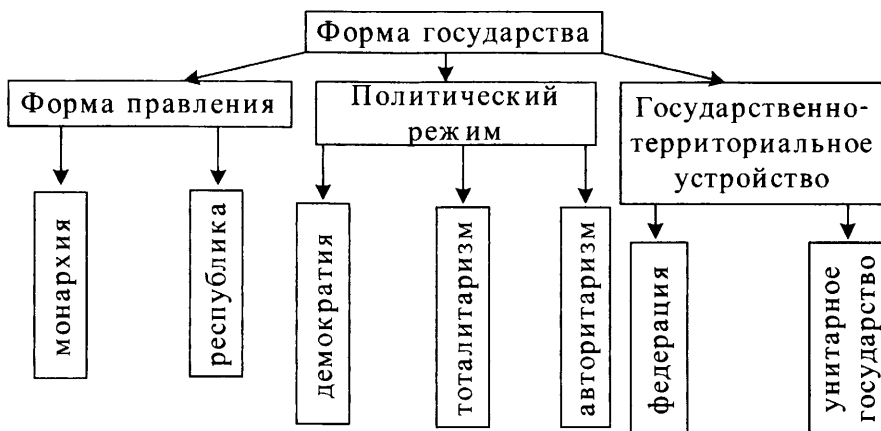 Форма государства
Форма правления
Политический
режим
Государственно-
территориальное
устройство
монархия
республика
демократия
тоталитаризм
авторитаризм
федерация
унитарное
государство